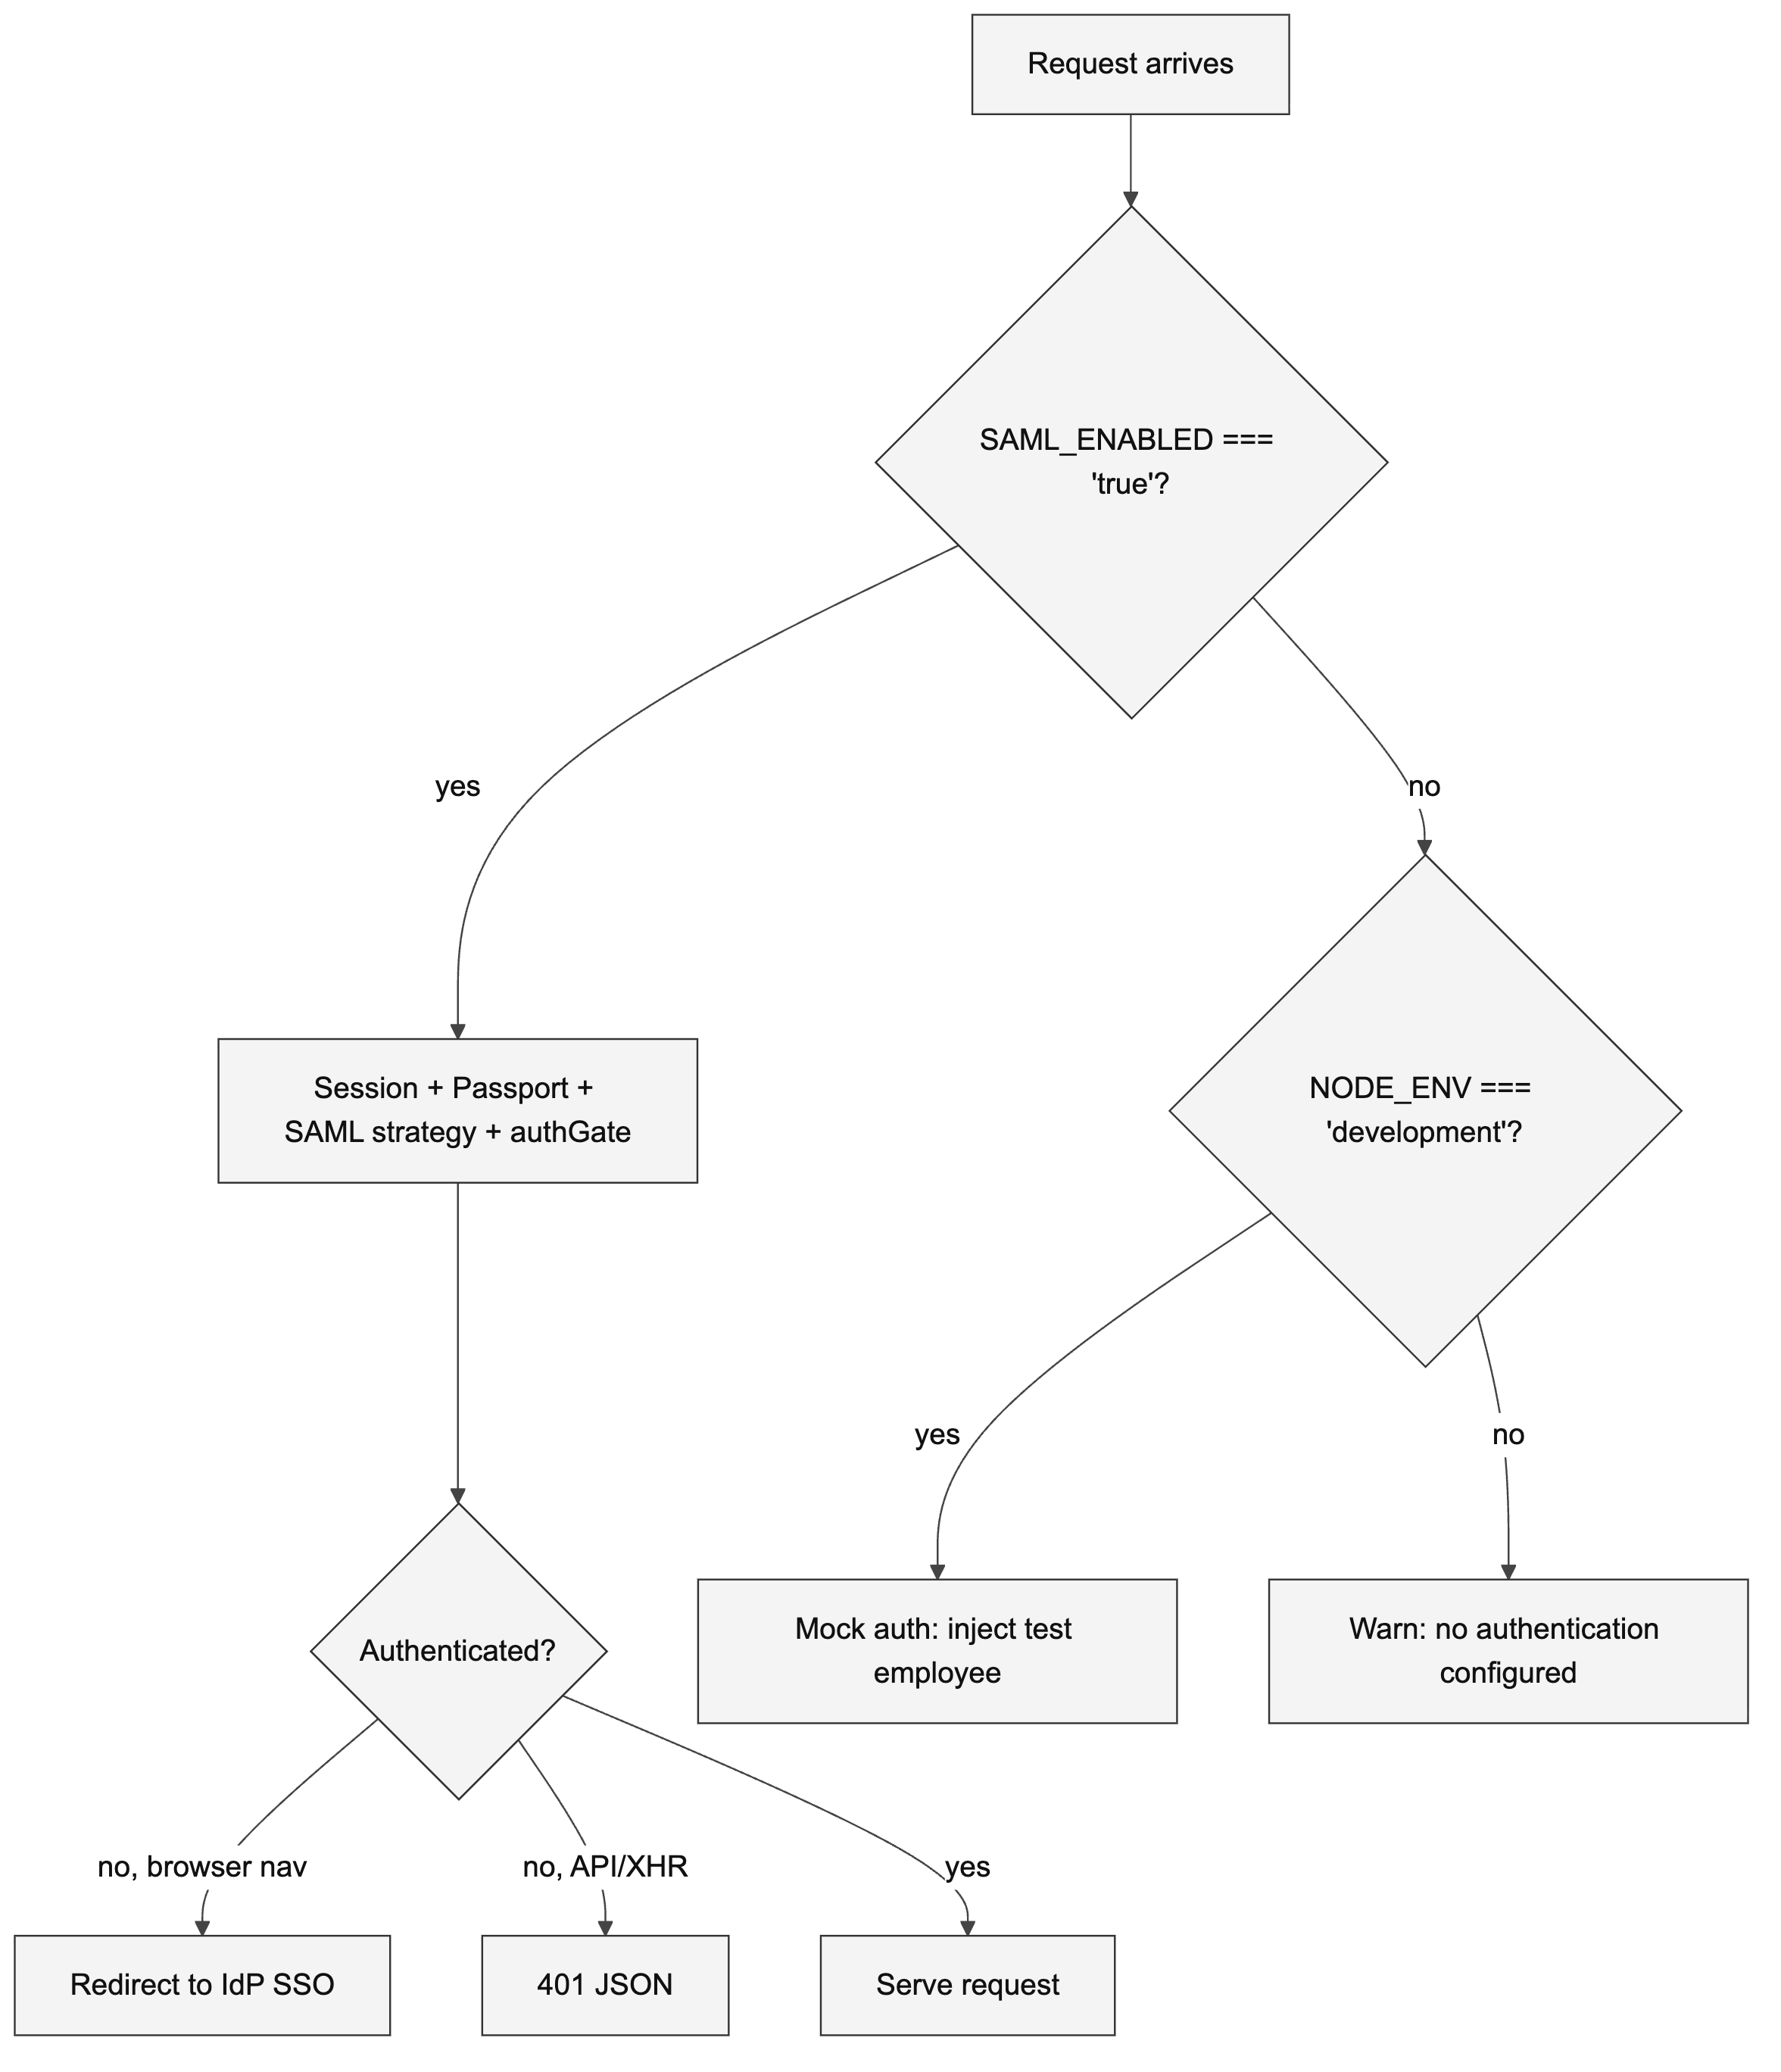 Request arrives
SAML_ENABLED ===
'true'?
yes
no
Session + Passport +
SAML strategy + authGate
NODE_ENV ===
'development'?
yes
no
Authenticated?
Mock auth: inject test
employee
Warn: no authentication
configured
no, browser nav
no, API/XHR
yes
Redirect to IdP SSO
401 JSON
Serve request